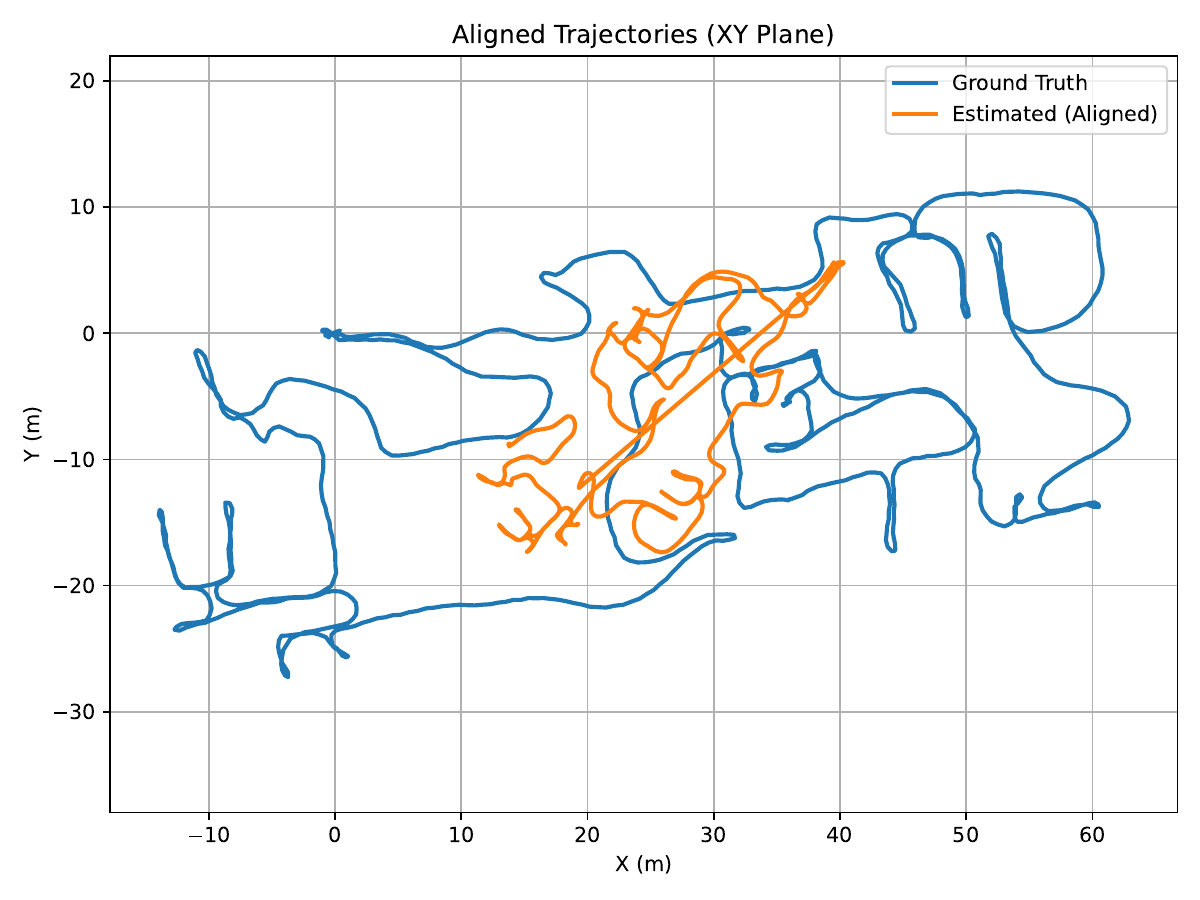 Aligned Trajectories (XY Plane)
Ground Truth
Estimated (Aligned)
20
10
0
−10
−20
−30
Y (m)
−10 0 10 20 30 40 50 60
X (m)